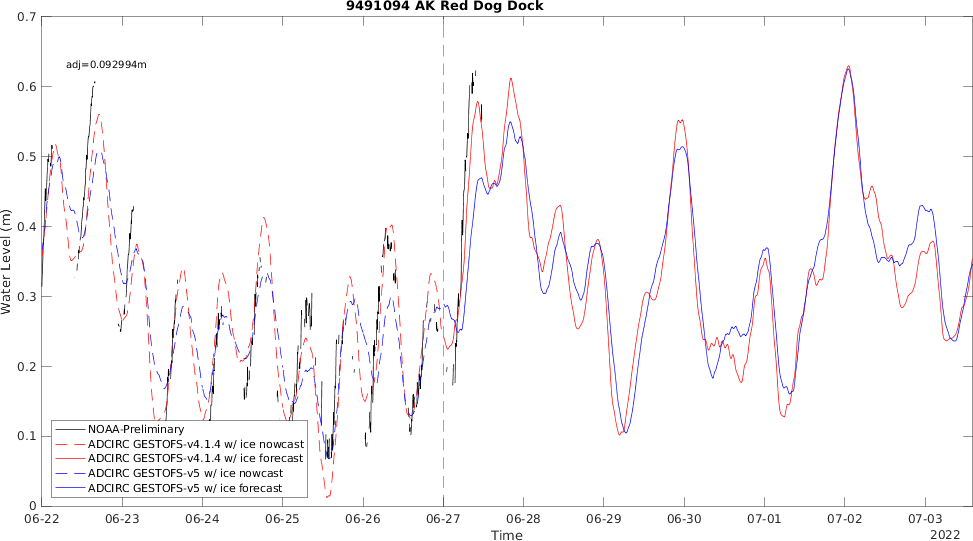 9491094 AK Red Dog Dock
0.7
adj=0.092994m
0.6
0.5
0.4
0.3
0.2
0.1
0
Water Level (m)
NOAA-Preliminary
ADCIRC GESTOFS-v4.1.4 w/ ice nowcast
ADCIRC GESTOFS-v4.1.4 w/ ice forecast
ADCIRC GESTOFS-v5 w/ ice nowcast
ADCIRC GESTOFS-v5 w/ ice forecast
06-22 06-23 06-24 06-25 06-26 06-27 06-28 06-29 06-30 07-01 07-02 07-03
Time
2022